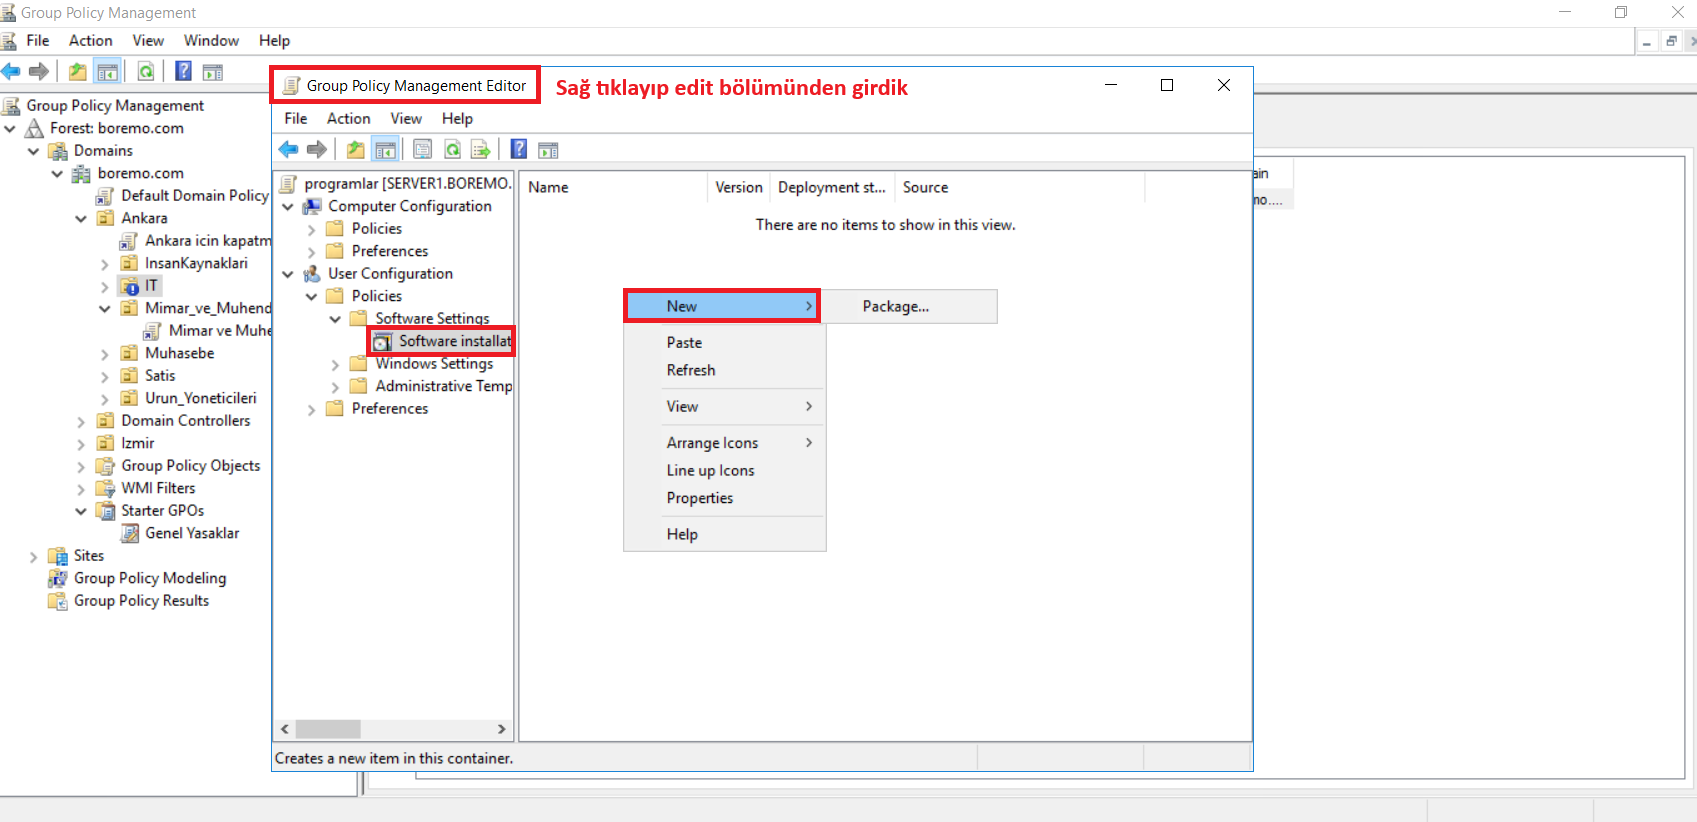 Group Policy Management
File Action View Window Help
Group Policy Management
Forest: boremo.com
Domains
boremo.com
Default Domain Policy
Ankara
Ankara icin kapatm
InsanKaynaklari
IT
Mimar_ve_Muhend
Mimar ve Muhe
Muhasebe
Satis
Urun_Yoneticileri
Domain Controllers
Izmir
Group Policy Objects
WMI Filters
Starter GPOs
Genel Yasaklar
Sites
Group Policy Modeling
Group Policy Results
Group Policy Management Editor
Sağ tıklayıp edit bölümünden girdik
File Action View Help
programlar [SERVER1.BOREMO.
Computer Configuration
Policies
Preferences
User Configuration
Policies
Software Settings
Software installat
Windows Settings
Administrative Temp
Preferences
Name Version Deployment st... Source
There are no items to show in this view.
New Package...
Paste
Refresh
View
Arrange Icons
Line up Icons
Properties
Help
Creates a new item in this container.
ain
mo....